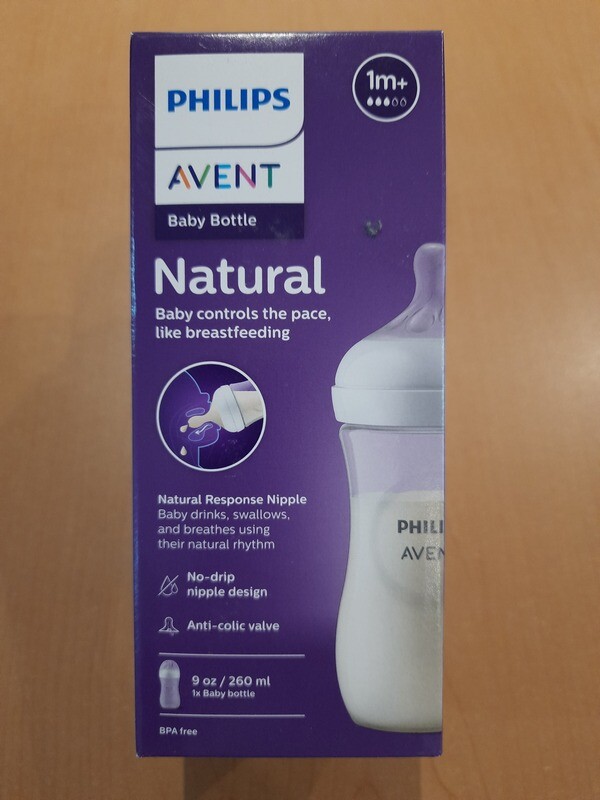 PHILIPS
1m+
AVENT
Baby Bottle
Natural
Baby controls the pace,
like breastfeeding
Natural Response Nipple
Baby drinks, swallows,
and breathes using
their natural rhythm
PHILI
AVEN
No-drip
nipple design
Anti-colic valve
9 oz / 260 ml
1x Baby bottle
BPA free